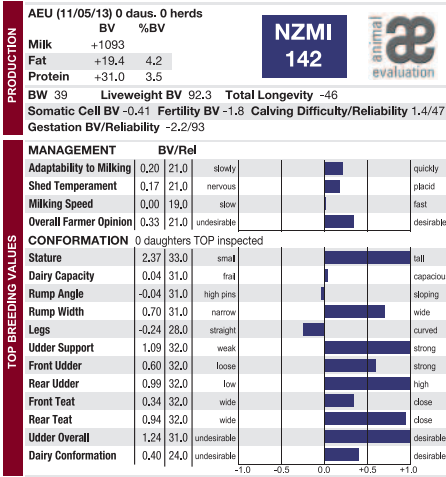 AEU (11/05/13) 0 daus. 0 herds
BV %BV
Milk +1093
Fat +19.4 4.2
Protein +31.0 3.5
NZMI
142
animal
evaluation
ae
PRODUCTION
BW 39 Liveweight BV 92.3 Total Longevity -46
Somatic Cell BV -0.41 Fertility BV -1.8 Calving Difficulty/Reliability 1.4/47
Gestation BV/Reliability -2.2/93
TOP BREEDING VALUES
MANAGEMENT BV/Rel
Adaptability to Milking 0.20 21.0 slowly quickly
Shed Temperament 0.17 21.0 nervous placid
Milking Speed 0.00 19.0 slow fast
Overall Farmer Opinion 0.33 21.0 undesirable desirable
CONFORMATION 0 daughters TOP inspected
Stature 2.37 33.0 small tall
Dairy Capacity 0.04 31.0 frail capaciou
Rump Angle -0.04 31.0 high pins sloping
Rump Width 0.70 31.0 narrow wide
Legs -0.24 28.0 straight curved
Udder Support 1.09 32.0 weak strong
Front Udder 0.60 32.0 loose strong
Rear Udder 0.99 32.0 low high
Front Teat 0.34 32.0 wide close
Rear Teat 0.94 32.0 wide close
Udder Overall 1.24 31.0 undesirable desirable
Dairy Conformation 0.40 24.0 undesirable desirable
-1.0 -0.5 0.0 +0.5 +1.0